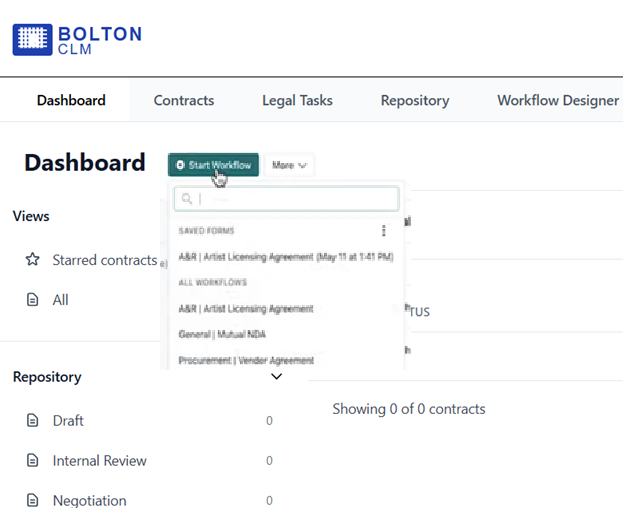 BOLTON
CLM
Dashboard Contracts Legal Tasks Repository Workflow Designer
Dashboard Start Workflow More
Views
SAVED FORMS
Starred contracts
A&R | Artist Licensing Agreement (May 11 at 1:41 PM)
ALL WORKFLOWS
All
A&R | Artist Licensing Agreement
General | Mutual NDA
Procurement | Vender Agreement
Repository
Showing 0 of 0 contracts
Draft 0
Internal Review 0
Negotiation 0